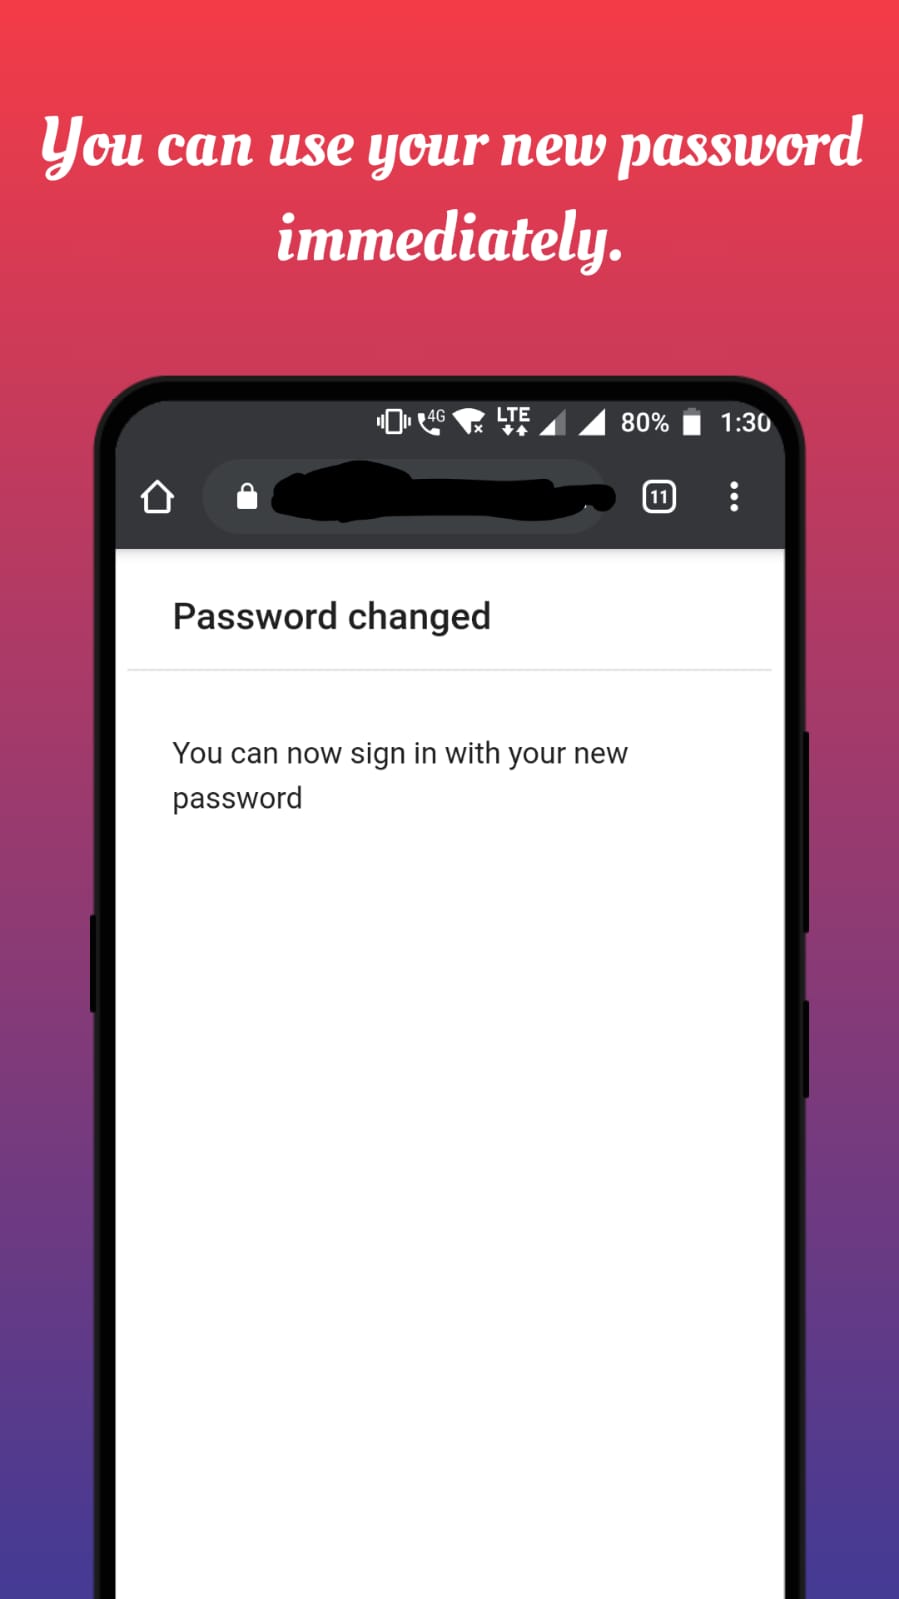 You can use your new password
immediately.
4G LTE 80% 1:30
11
Password changed
You can now sign in with your new
password